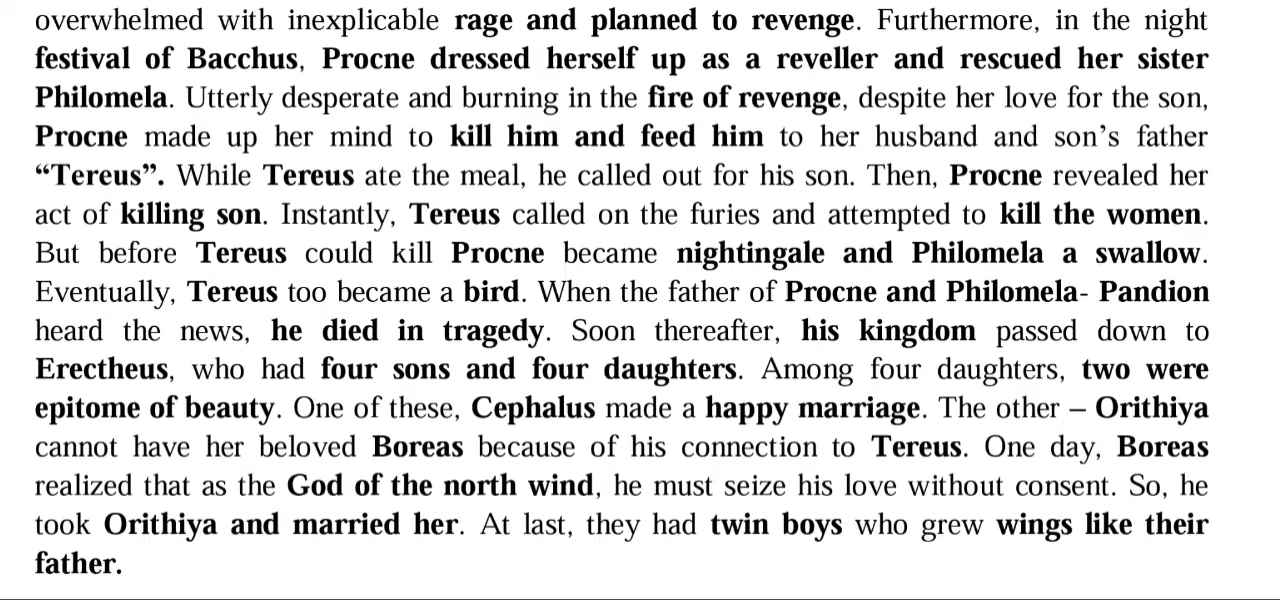 overwhelmed with inexplicable rage and planned to revenge. Furthermore, in the night
festival of Bacchus, Procne dressed herself up as a reveller and rescued her sister
Philomela. Utterly desperate and burning in the fire of revenge, despite her love for the son,
Procne made up her mind to kill him and feed him to her husband and son’s father
“Tereus”. While Tereus ate the meal, he called out for his son. Then, Procne revealed her
act of killing son. Instantly, Tereus called on the furies and attempted to kill the women.
But before Tereus could kill Procne became nightingale and Philomela a swallow.
Eventually, Tereus too became a bird. When the father of Procne and Philomela- Pandion
heard the news, he died in tragedy. Soon thereafter, his kingdom passed down to
Erectheus, who had four sons and four daughters. Among four daughters, two were
epitome of beauty. One of these, Cephalus made a happy marriage. The other – Orithiya
cannot have her beloved Boreas because of his connection to Tereus. One day, Boreas
realized that as the God of the north wind, he must seize his love without consent. So, he
took Orithiya and married her. At last, they had twin boys who grew wings like their
father.